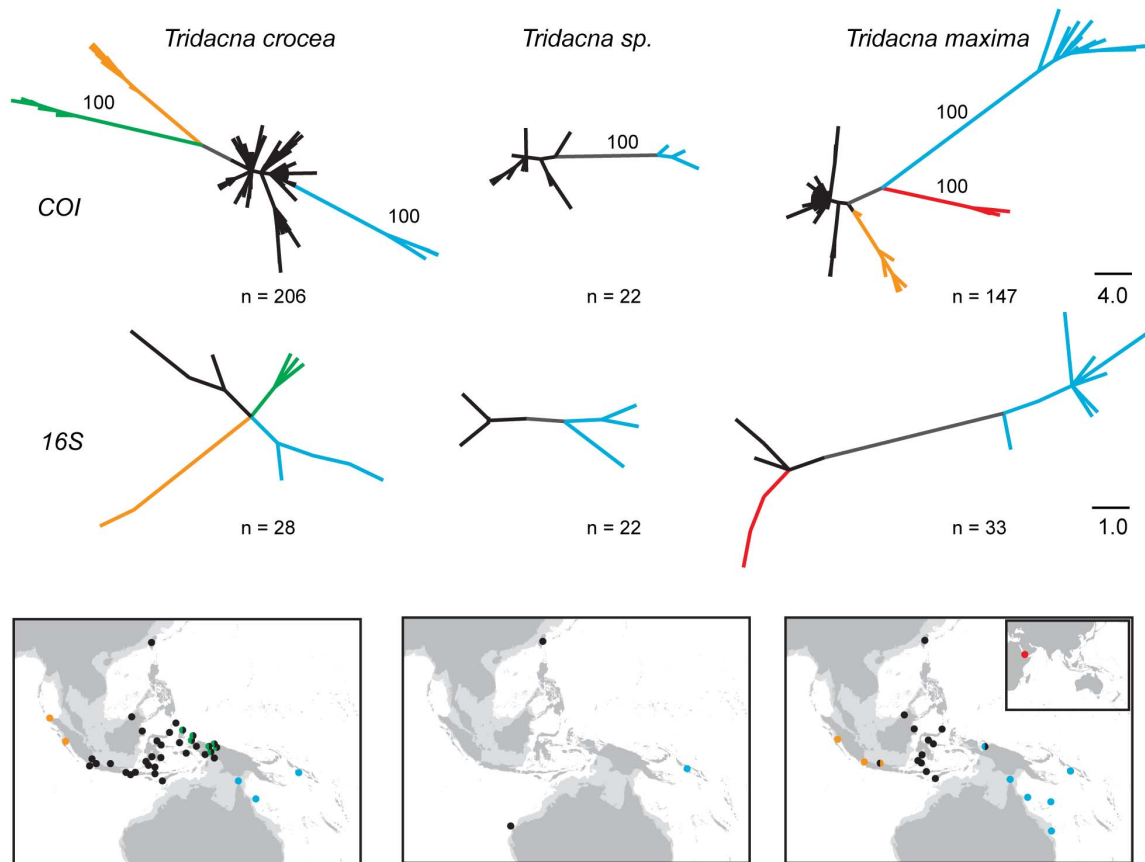 Tridacna crocea
Tridacna sp.
Tridacna maxima
100
100
100
100
100
COI
n = 206
n = 22
n = 147
4.0
16S
n = 28
n = 22
n = 33
1.0